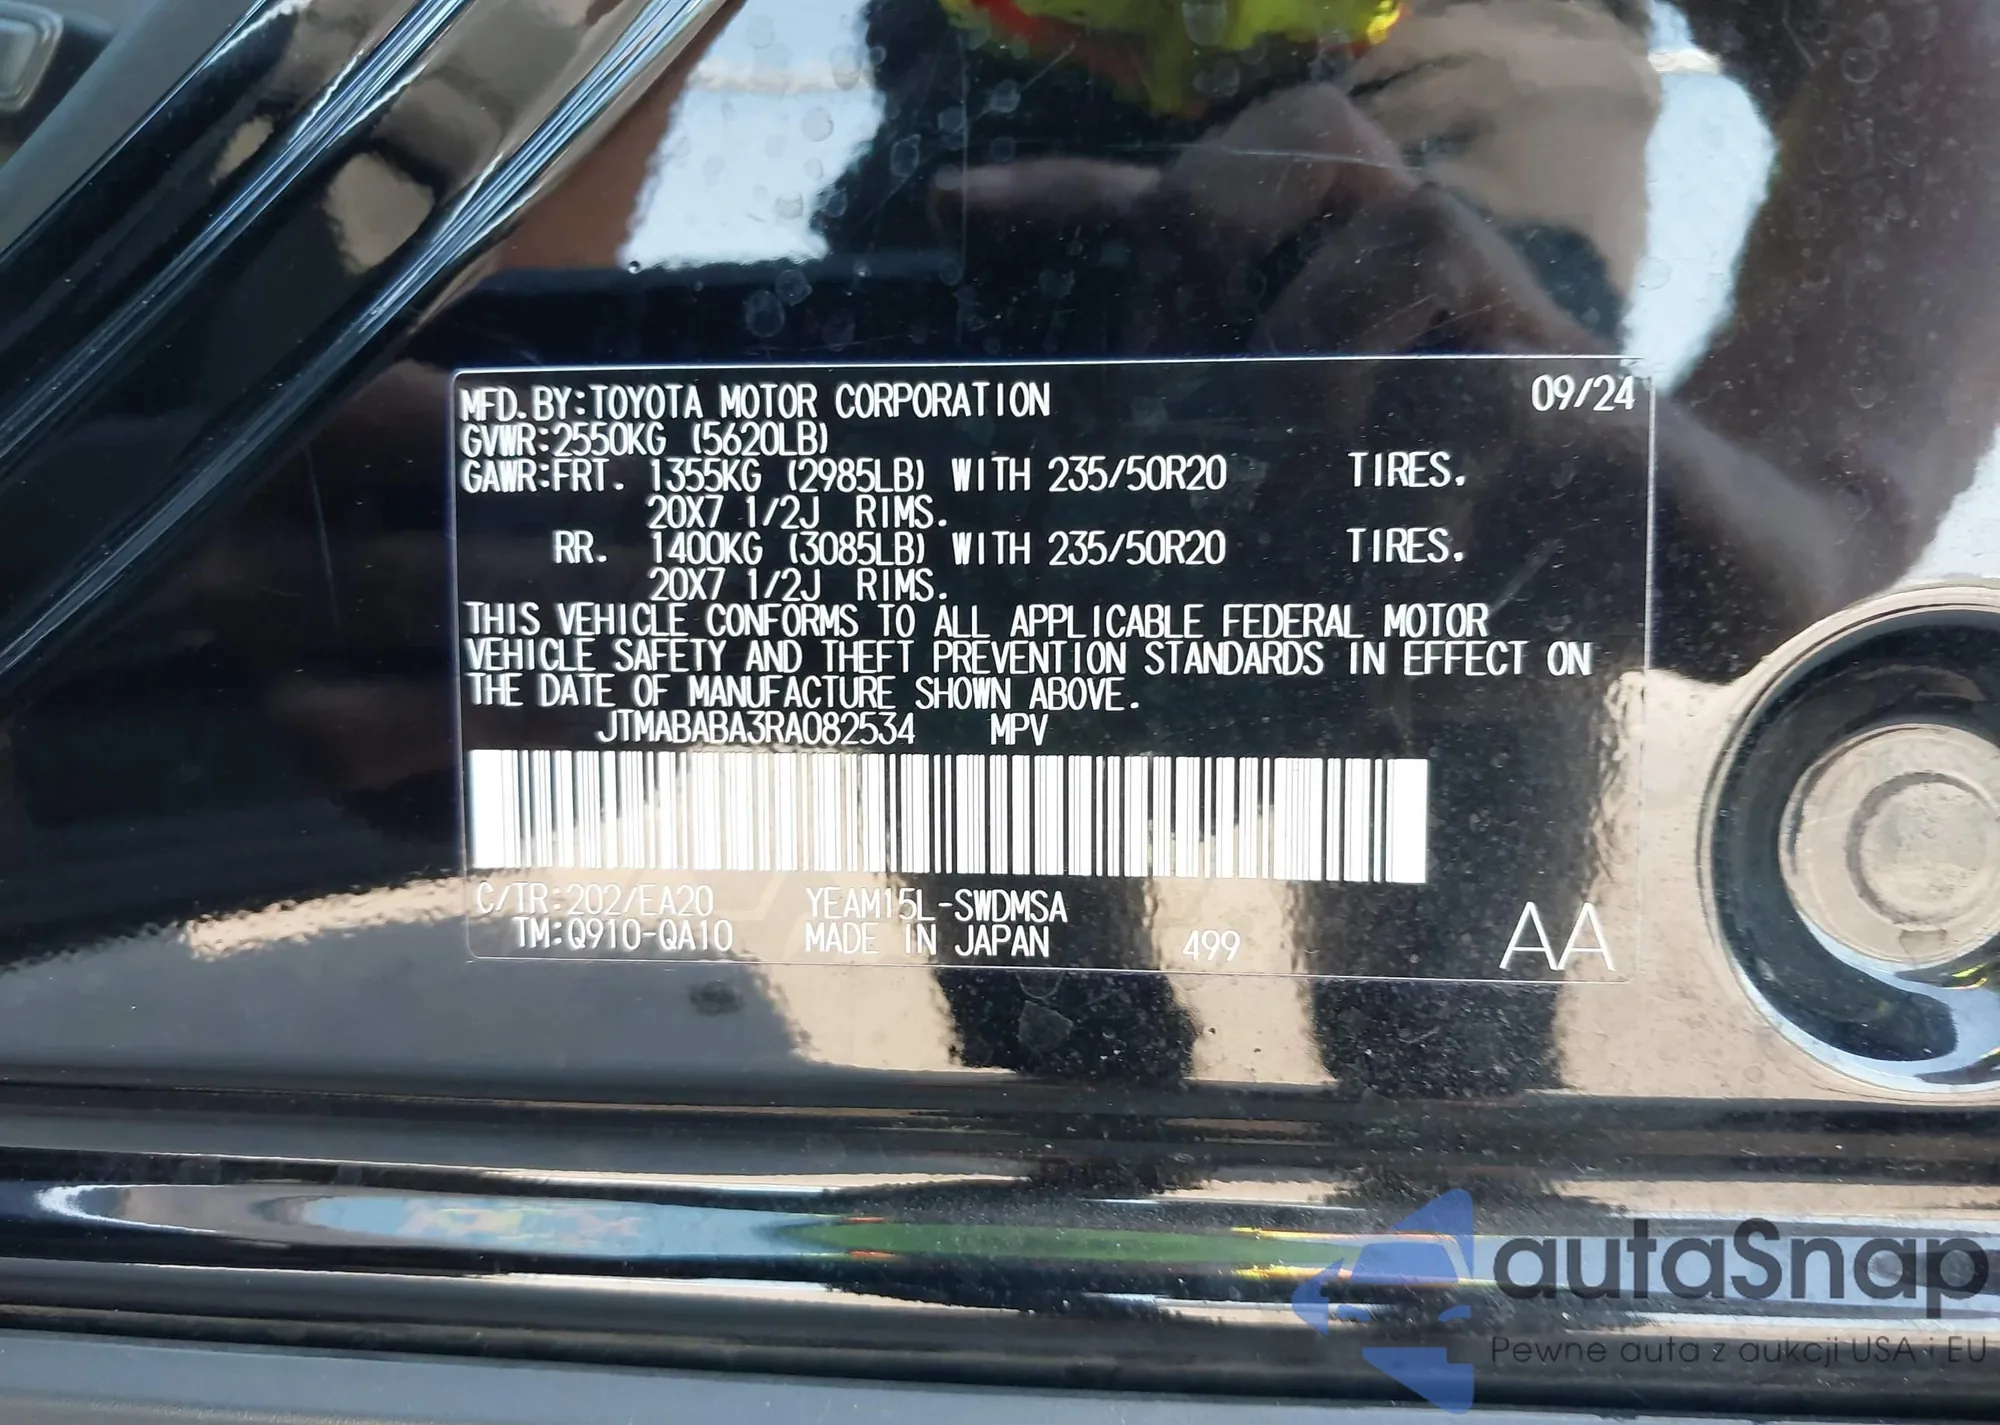 MFD.BY:TOYOTA MOTOR CORPORATION 09/24
GVWR:2550KG (5620LB)
GAWR:FRT. 1355KG (2985LB) WITH 235/50R20 TIRES.
20X7 1/2J RIMS.
RR. 1400KG (3085LB) WITH 235/50R20 TIRES.
20X7 1/2J RIMS.
THIS VEHICLE CONFORMS TO ALL APPLICABLE FEDERAL MOTOR
VEHICLE SAFETY AND THEFT PREVENTION STANDARDS IN EFFECT ON
THE DATE OF MANUFACTURE SHOWN ABOVE.
JTMABABA3RA082534 MPV
C/TR:202/EA20 YEAM15L-SWDMSA
TM:Q910-QA10 MADE IN JAPAN 499 AA
autaSnap
Pewne auta z aukcji USA i EU